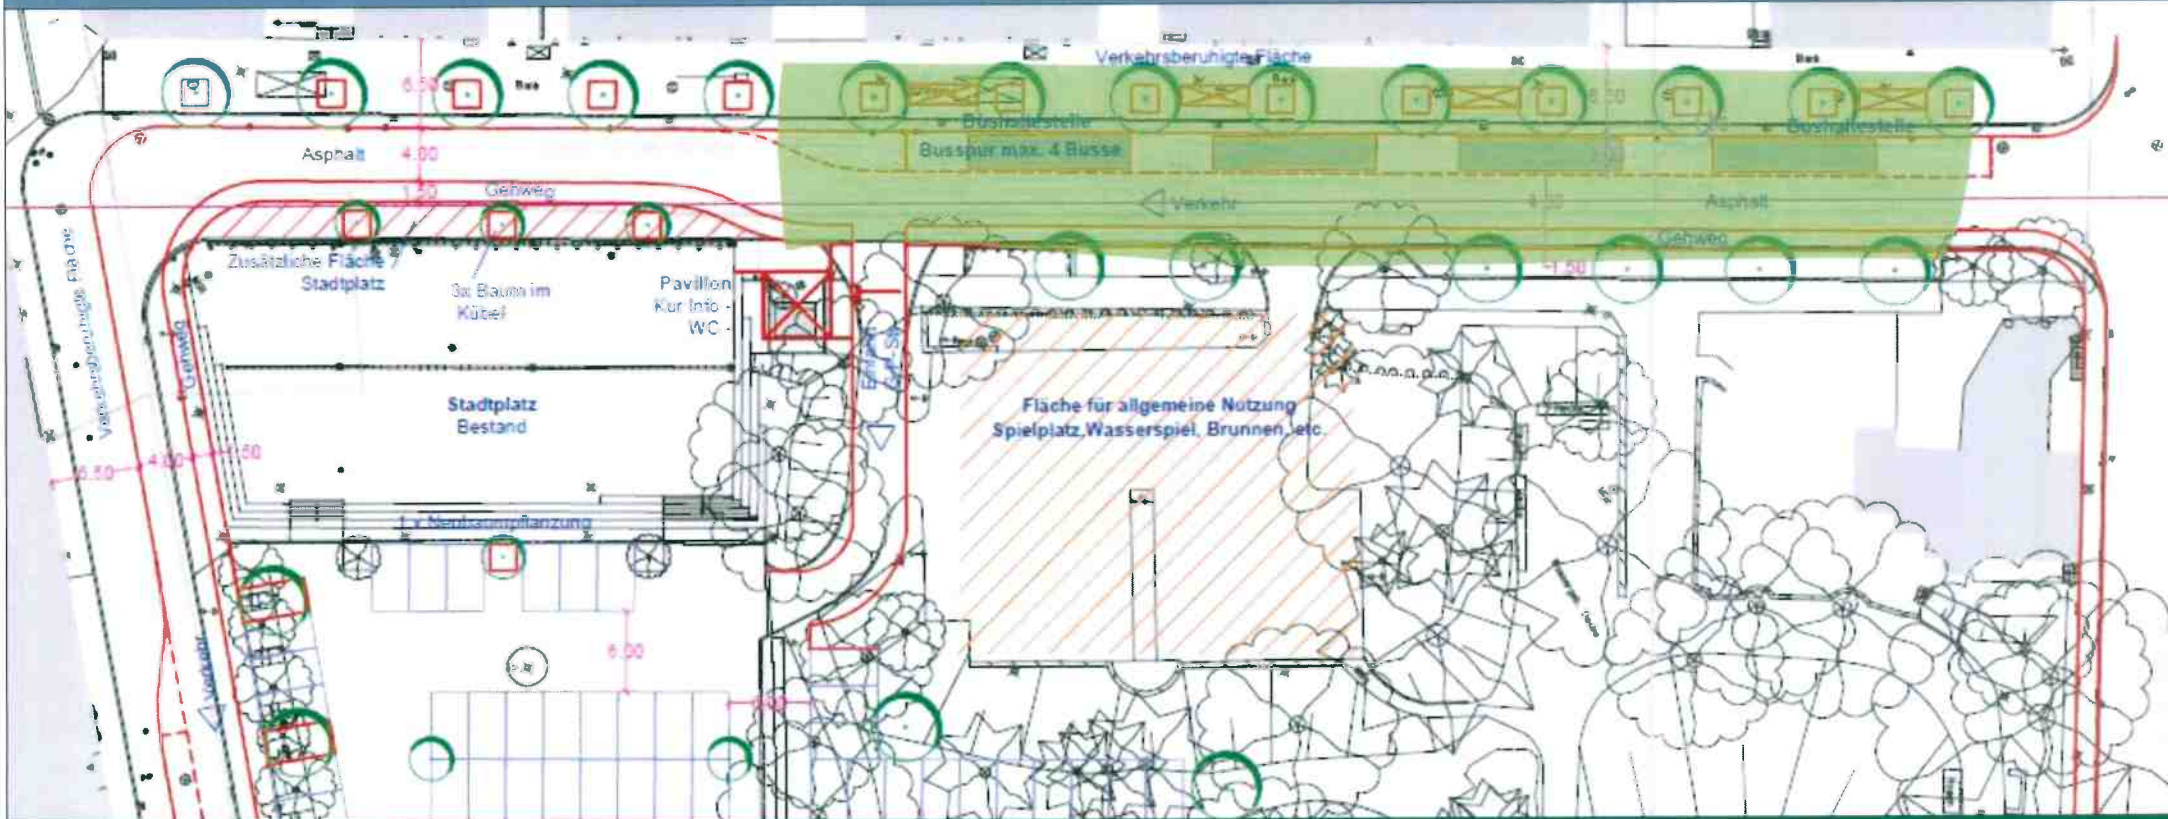 Verkehrsberuhigte Fläche
6.50
Bushaltestelle
Bushaltestelle
Busspur max. 4 Busse
Asphalt
4.00
1.50
Gehweg
Verkehr
Asphalt
Gehweg
1.50
Zusätzliche Fläche /
Stadtplatz
3x Baum im
Kübel
Pavillon
Kur Info -
WC -
Verkehrsberuhigte Fläche
Gehweg
Stadtplatz
Bestand
Fläche für allgemeine Nutzung
Spielplatz,Wasserspiel, Brunnen, etc.
6.50
4.00
1.50
1 x Neubaumpflanzung
6.00
Verkehr